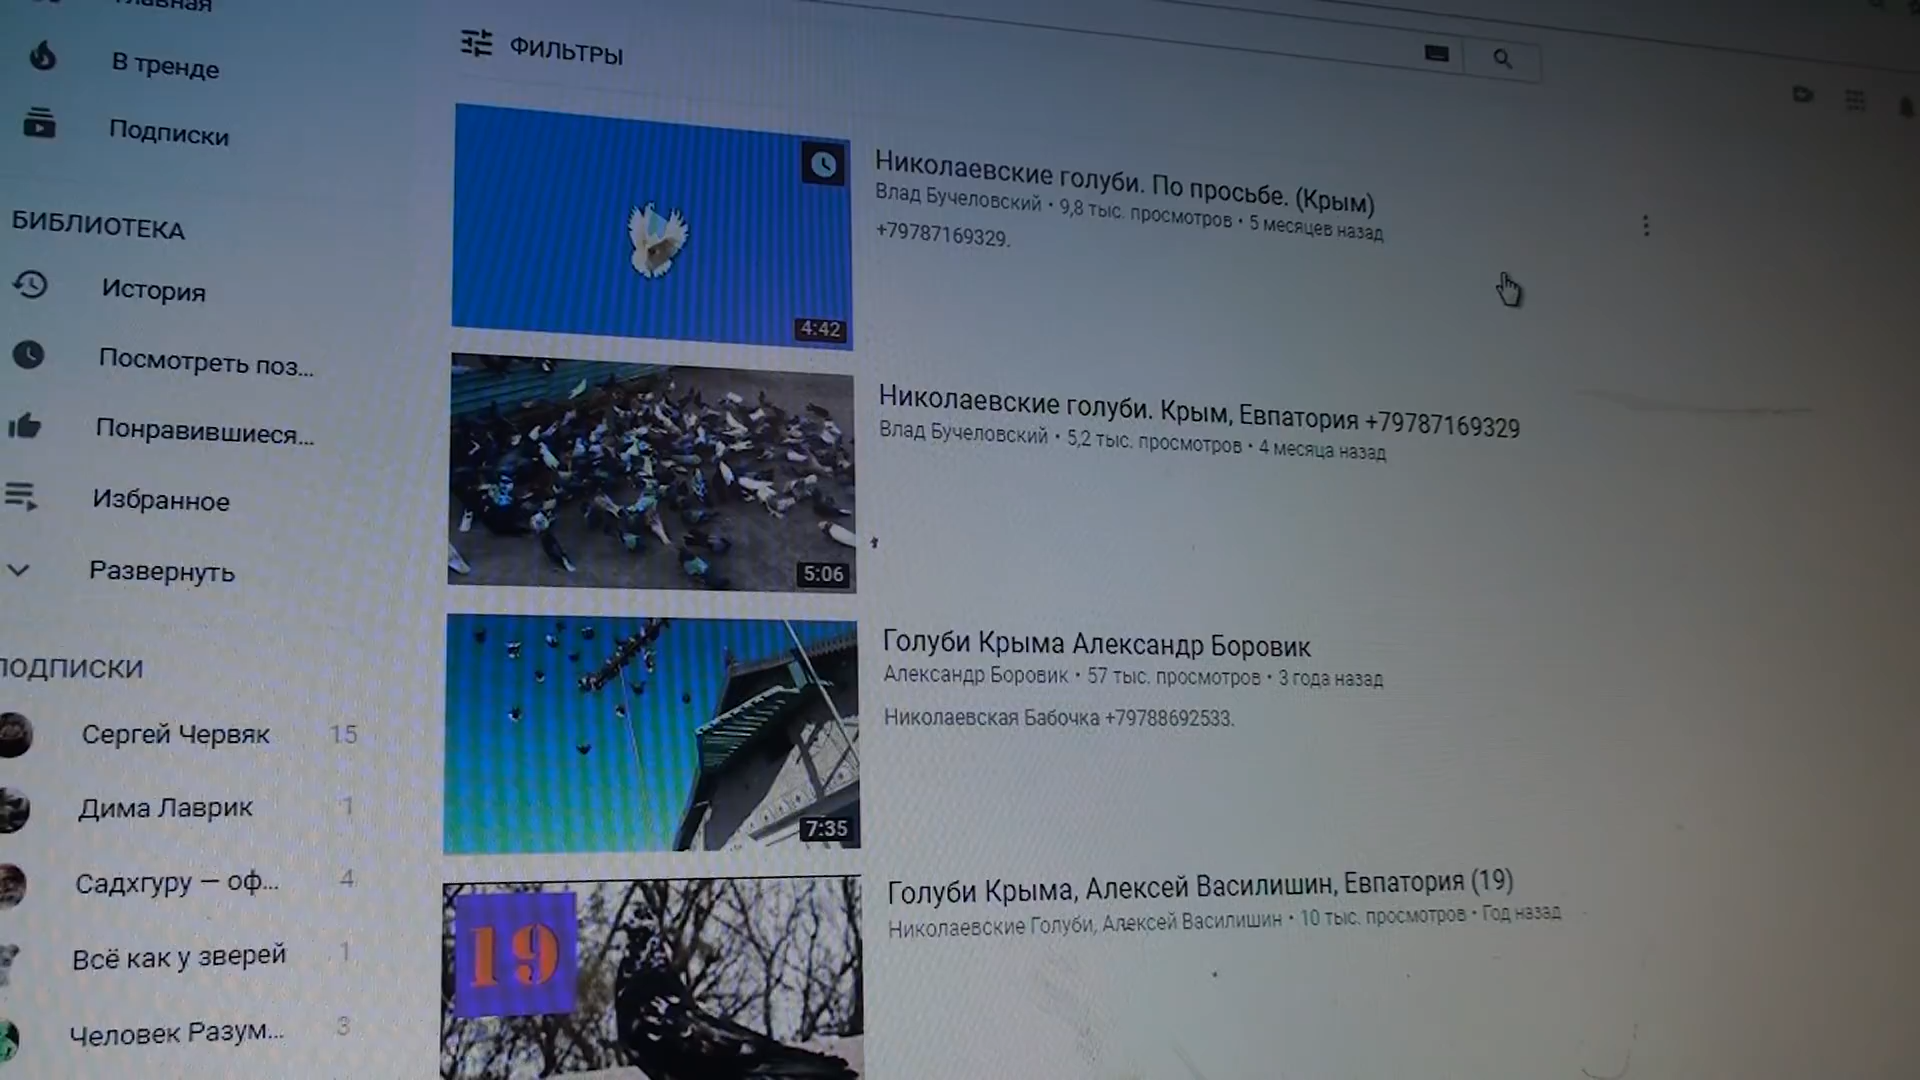 Главная
В тренде
Подписки
БИБЛИОТЕКА
История
Посмотреть поз...
Понравившиеся...
Избранное
Развернуть
ПОДПИСКИ
Сергей Червяк 15
Дима Лаврик 1
Садхгуру — оф... 4
Всё как у зверей 1
Человек Разум... 3
ФИЛЬТРЫ
4:42
Николаевские голуби. По просьбе. (Крым)
Влад Бучеловский • 9,8 тыс. просмотров • 5 месяцев назад
+79787169329.
5:06
Николаевские голуби. Крым, Евпатория +79787169329
Влад Бучеловский • 5,2 тыс. просмотров • 4 месяца назад
7:35
Голуби Крыма Александр Боровик
Александр Боровик • 57 тыс. просмотров • 3 года назад
Николаевская Бабочка +79788692533.
19
Голуби Крыма, Алексей Василишин, Евпатория (19)
Николаевские Голуби, Алексей Василишин • 10 тыс. просмотров • Год назад